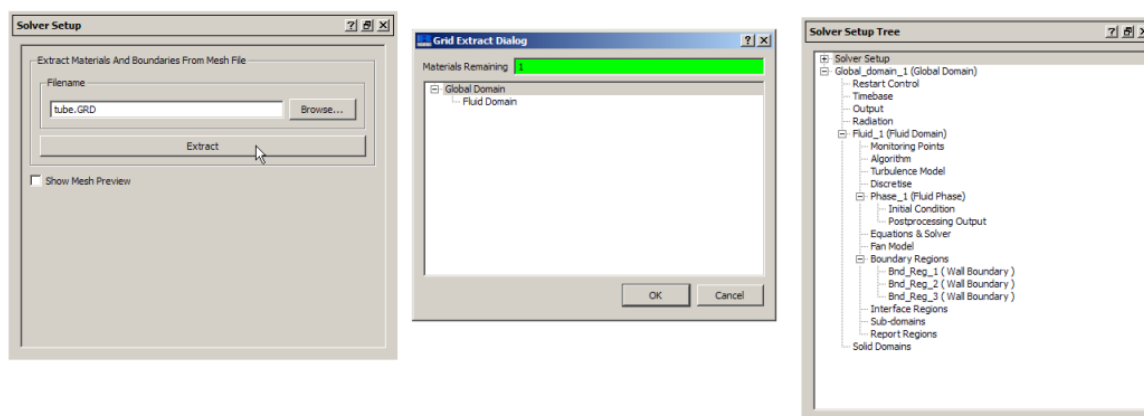 Solver Setup
Extract Materials And Boundaries From Mesh File
Filename
tube.GRD
Browse...
Extract
Show Mesh Preview
Grid Extract Dialog
Materials Remaining 1
Global Domain
Fluid Domain
OK Cancel
Solver Setup Tree
Solver Setup
Global_domain_1 (Global Domain)
Restart Control
Timebase
Output
Radiation
Fluid_1 (Fluid Domain)
Monitoring Points
Algorithm
Turbulence Model
Discretise
Phase_1 (Fluid Phase)
Initial Condition
Postprocessing Output
Equations & Solver
Fan Model
Boundary Regions
Bnd_Reg_1 ( Wall Boundary )
Bnd_Reg_2 ( Wall Boundary )
Bnd_Reg_3 ( Wall Boundary )
Interface Regions
Sub-domains
Report Regions
Solid Domains